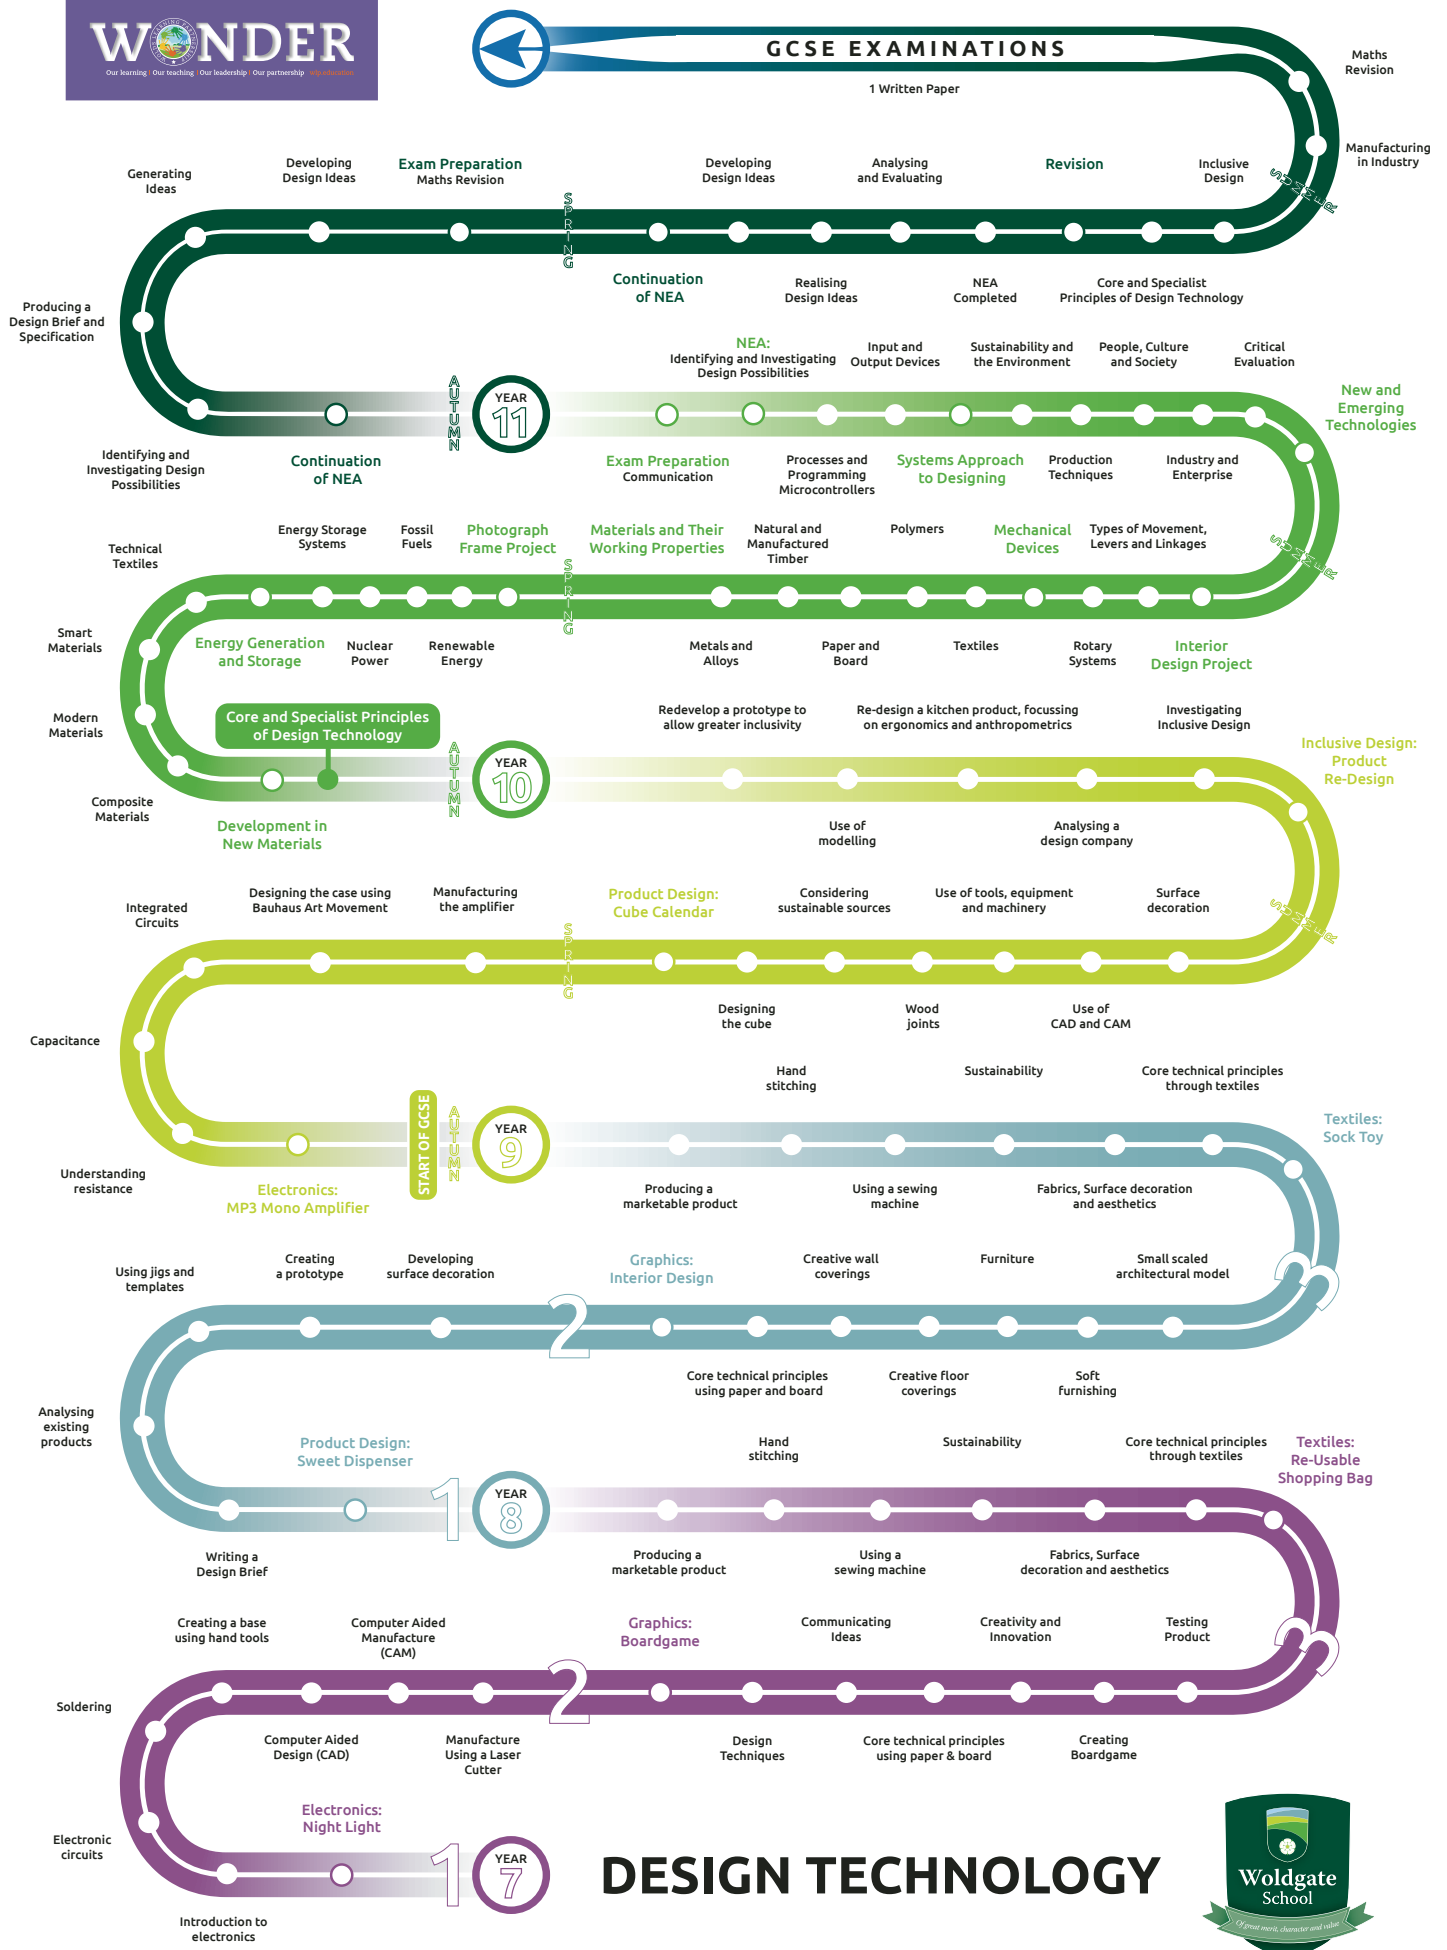 WONDER
Our learning | Our teaching | Our leadership | Our partnership wlp.education
GCSE EXAMINATIONS
1 Written Paper
Maths
Revision
Manufacturing
in Industry
SUMMER
Generating
Ideas
Developing
Design Ideas
Exam Preparation
Maths Revision
SPRING
Developing
Design Ideas
Analysing
and Evaluating
Revision
Inclusive
Design
Continuation
of NEA
Realising
Design Ideas
NEA
Completed
Core and Specialist
Principles of Design Technology
Producing a
Design Brief and
Specification
Identifying and
Investigating Design
Possibilities
Continuation
of NEA
AUTUMN
YEAR
11
NEA:
Identifying and Investigating
Design Possibilities
Input and
Output Devices
Sustainability and
the Environment
People, Culture
and Society
Critical
Evaluation
New and
Emerging
Technologies
Exam Preparation
Communication
Processes and
Programming
Microcontrollers
Systems Approach
to Designing
Production
Techniques
Industry and
Enterprise
SUMMER
Technical
Textiles
Energy Storage
Systems
Fossil
Fuels
Photograph
Frame Project
SPRING
Materials and Their
Working Properties
Natural and
Manufactured
Timber
Polymers
Mechanical
Devices
Types of Movement,
Levers and Linkages
Smart
Materials
Energy Generation
and Storage
Nuclear
Power
Renewable
Energy
Metals and
Alloys
Paper and
Board
Textiles
Rotary
Systems
Interior
Design Project
Modern
Materials
Core and Specialist Principles
of Design Technology
Composite
Materials
Development in
New Materials
AUTUMN
YEAR
10
Redevelop a prototype to
allow greater inclusivity
Re-design a kitchen product, focussing
on ergonomics and anthropometrics
Investigating
Inclusive Design
Inclusive Design:
Product
Re-Design
Use of
modelling
Analysing a
design company
SUMMER
Integrated
Circuits
Designing the case using
Bauhaus Art Movement
Manufacturing
the amplifier
SPRING
Product Design:
Cube Calendar
Considering
sustainable sources
Use of tools, equipment
and machinery
Surface
decoration
Designing
the cube
Wood
joints
Use of
CAD and CAM
Capacitance
Understanding
resistance
Electronics:
MP3 Mono Amplifier
START OF GCSE
AUTUMN
YEAR
9
Hand
stitching
Sustainability
Core technical principles
through textiles
Textiles:
Sock Toy
Producing a
marketable product
Using a sewing
machine
Fabrics, Surface decoration
and aesthetics
3
Using jigs and
templates
Creating
a prototype
Developing
surface decoration
2
Graphics:
Interior Design
Creative wall
coverings
Furniture
Small scaled
architectural model
Core technical principles
using paper and board
Creative floor
coverings
Soft
furnishing
Analysing
existing
products
Product Design:
Sweet Dispenser
Writing a
Design Brief
1
YEAR
8
Hand
stitching
Sustainability
Core technical principles
through textiles
Textiles:
Re-Usable
Shopping Bag
Producing a
marketable product
Using a
sewing machine
Fabrics, Surface
decoration and aesthetics
3
Creating a base
using hand tools
Computer Aided
Manufacture
(CAM)
2
Graphics:
Boardgame
Communicating
Ideas
Creativity and
Innovation
Testing
Product
Soldering
Computer Aided
Design (CAD)
Manufacture
Using a Laser
Cutter
Design
Techniques
Core technical principles
using paper & board
Creating
Boardgame
Electronic
circuits
Electronics:
Night Light
Introduction to
electronics
1
YEAR
7
DESIGN TECHNOLOGY
Woldgate
School
Of great merit, character and value